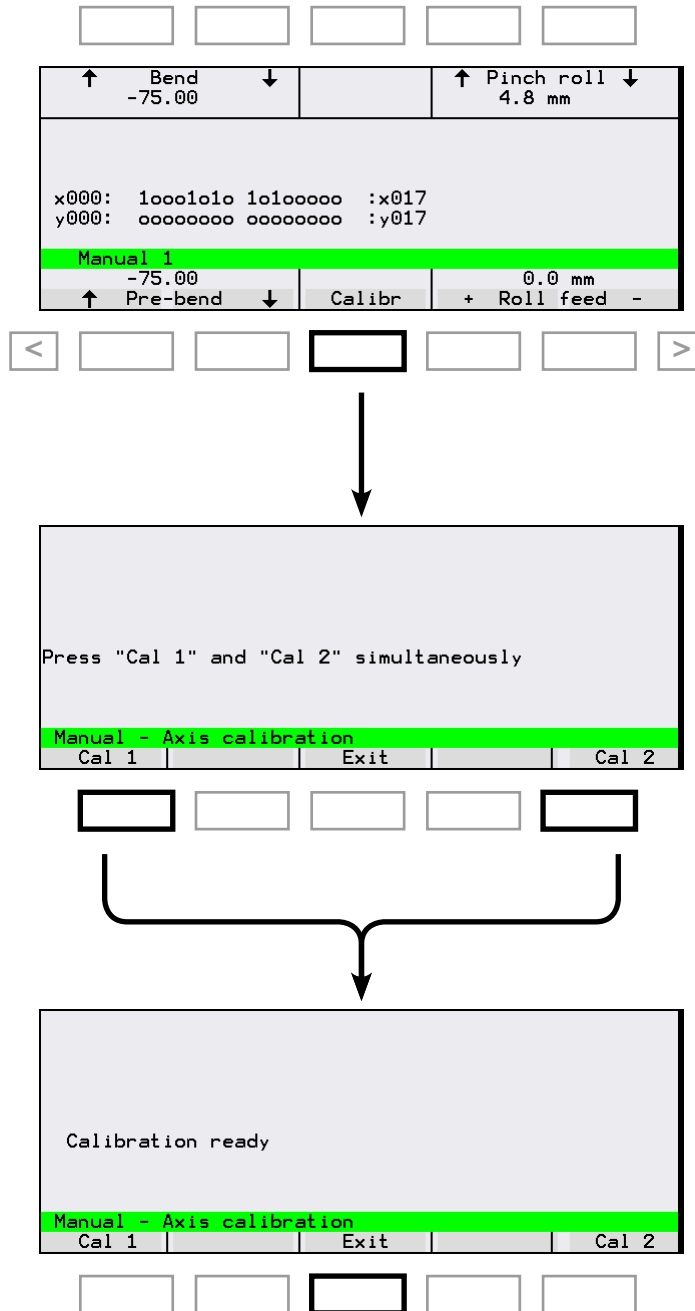 ↑ Bend ↓ ↑ Pinch roll ↓
-75.00 4.8 mm
x000: 1ooo1o1o 1o1ooooo :x017
y000: oooooooo oooooooo :y017
Manual 1
-75.00 0.0 mm
↑ Pre-bend ↓ Calibr + Roll feed -
< >
Press "Cal 1" and "Cal 2" simultaneously
Manual - Axis calibration
Cal 1 Exit Cal 2
Calibration ready
Manual - Axis calibration
Cal 1 Exit Cal 2